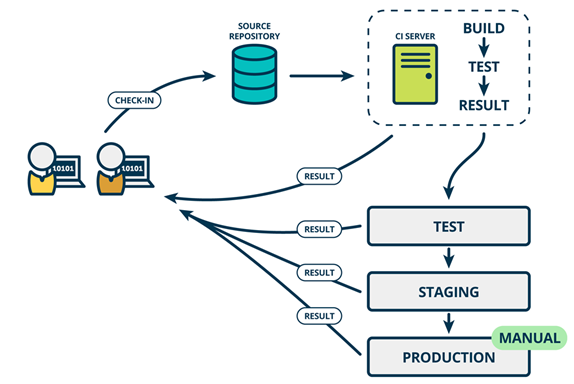 SOURCE
REPOSITORY
CI SERVER
BUILD
TEST
RESULT
CHECK-IN
10101
10101
RESULT
RESULT
TEST
RESULT
STAGING
RESULT
MANUAL
PRODUCTION